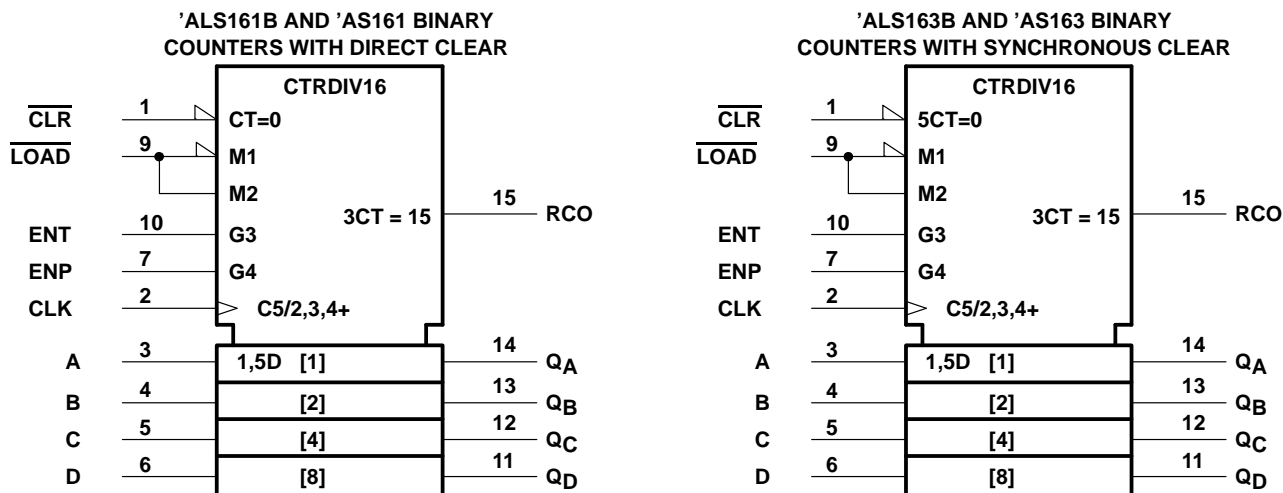 'ALS161B AND 'AS161 BINARY
COUNTERS WITH DIRECT CLEAR
CTRDIV16
CLR 1 CT=0
LOAD 9 M1
M2
3CT = 15 15 RCO
ENT 10 G3
ENP 7 G4
CLK 2 C5/2,3,4+
A 3 1,5D [1] 14 QA
B 4 [2] 13 QB
C 5 [4] 12 QC
D 6 [8] 11 QD
'ALS163B AND 'AS163 BINARY
COUNTERS WITH SYNCHRONOUS CLEAR
CTRDIV16
CLR 1 5CT=0
LOAD 9 M1
M2
3CT = 15 15 RCO
ENT 10 G3
ENP 7 G4
CLK 2 C5/2,3,4+
A 3 1,5D [1] 14 QA
B 4 [2] 13 QB
C 5 [4] 12 QC
D 6 [8] 11 QD